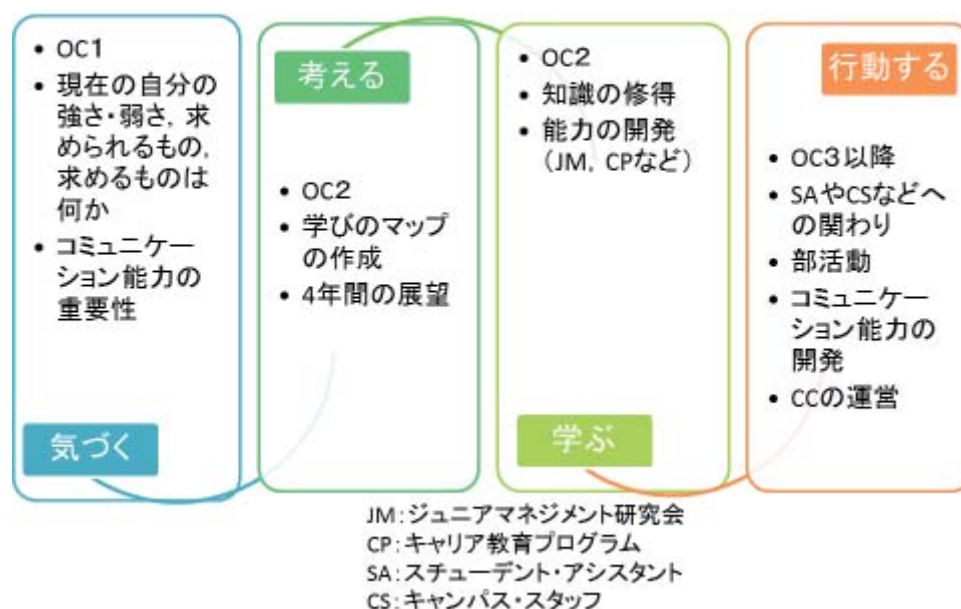 • OC1
• 現在の自分の
強さ・弱さ，求
められるもの，
求めるものは
何か
• コミュニケー
ション能力の
重要性
気づく
考える
• OC2
• 学びのマップ
の作成
• 4年間の展望
• OC2
• 知識の修得
• 能力の開発
（JM，CPなど）
学ぶ
行動する
• OC3以降
• SAやCSなどへ
の関わり
• 部活動
• コミュニケー
ション能力の
開発
• CCの運営
JM：ジュニアマネジメント研究会
CP：キャリア教育プログラム
SA：スチューデント・アシスタント
CS：キャンパス・スタッフ